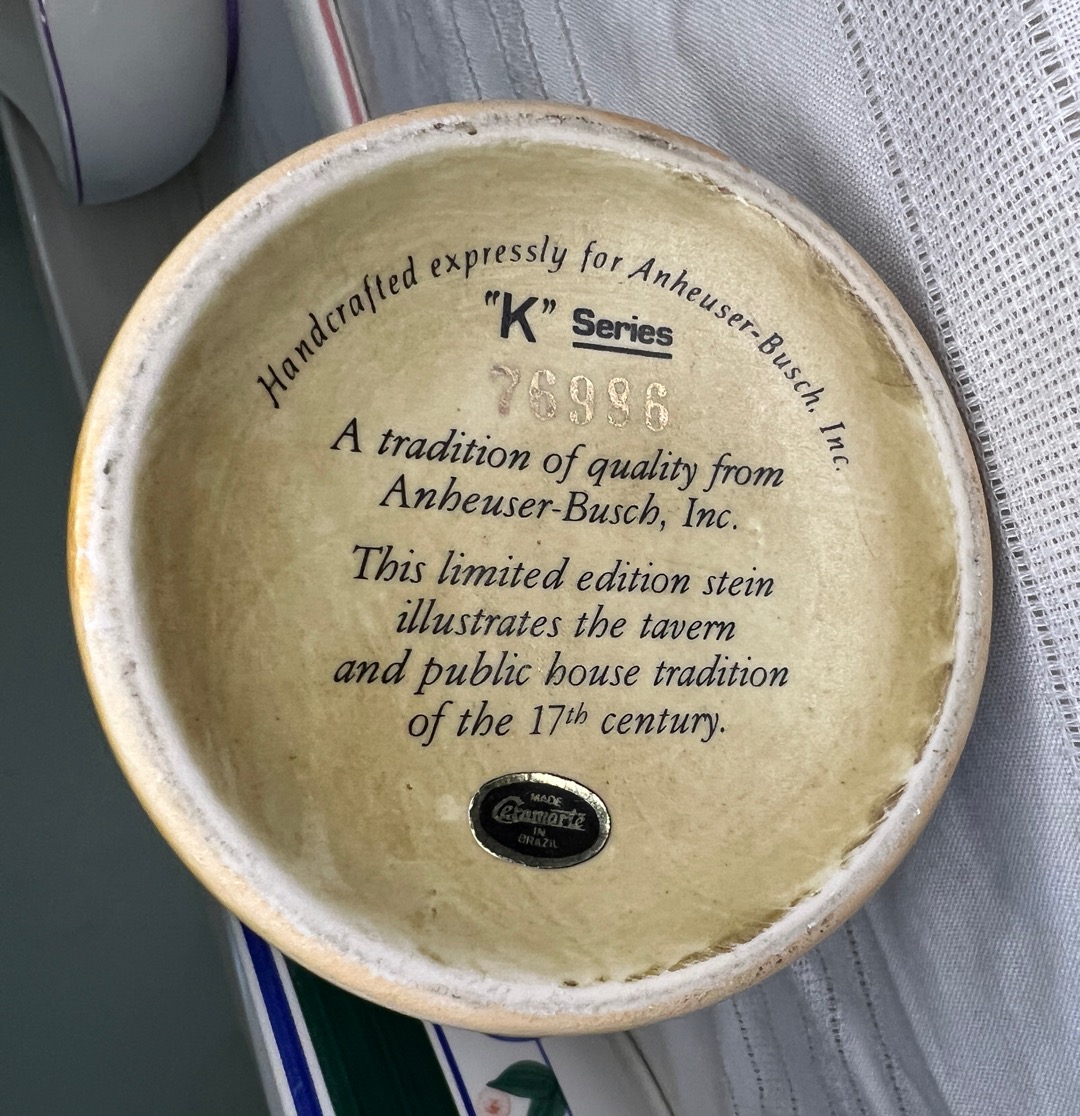 Handcrafted expressly for Anheuser-Busch, Inc.
"K" Series
76986
A tradition of quality from
Anheuser-Busch, Inc.
This limited edition stein
illustrates the tavern
and public house tradition
of the 17th century.
MADE
Ceramarte
IN
BRAZIL